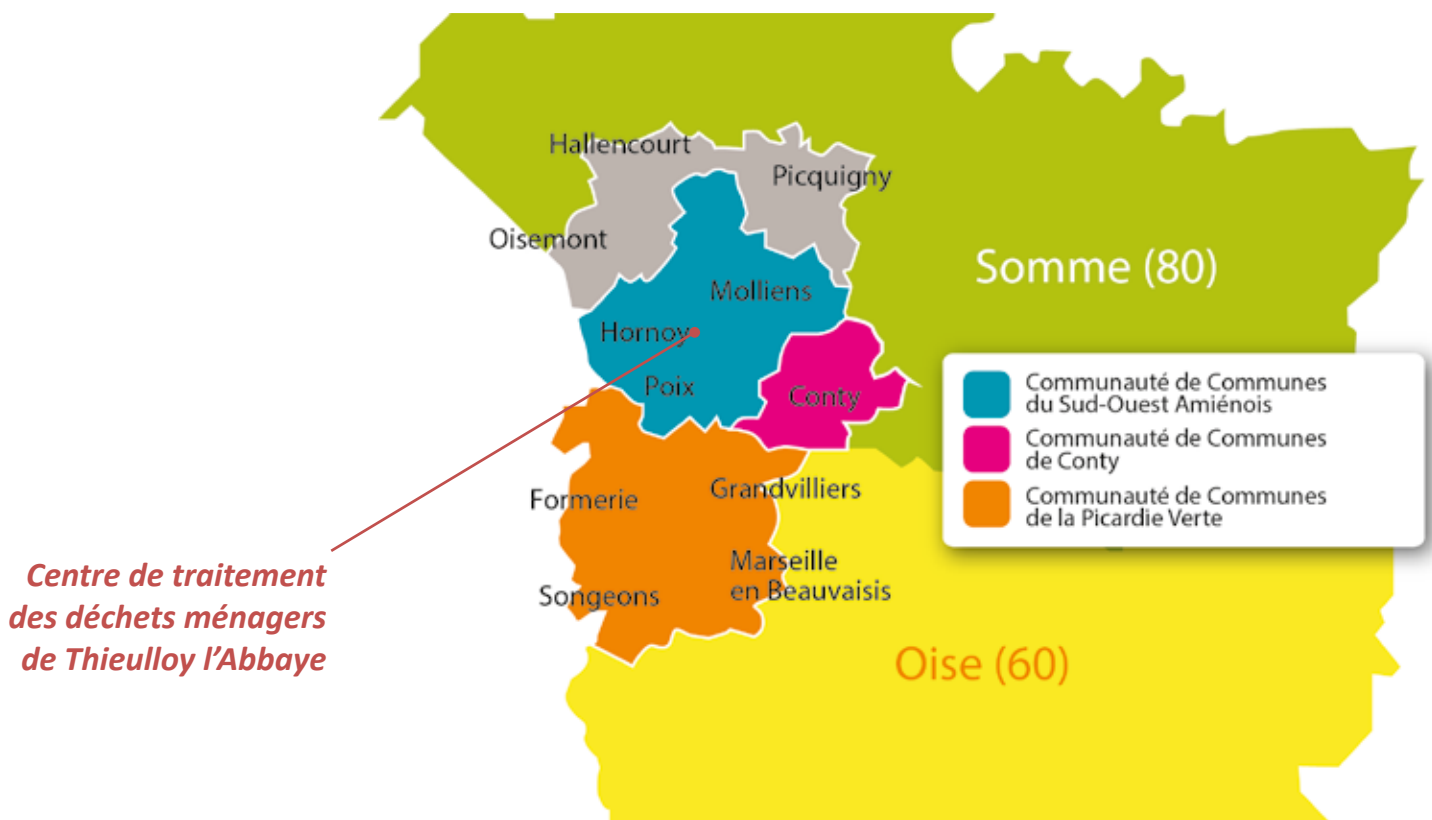 Hallencourt
Picquigny
Oisemont
Somme (80)
Molliens
Hornoy
Poix
Conty
Communauté de Communes
du Sud-Ouest Amiénois
Communauté de Communes
de Conty
Communauté de Communes
de la Picardie Verte
Formerie
Grandvilliers
Marseille
en Beauvaisis
Songeons
Centre de traitement
des déchets ménagers
de Thieulloy l’Abbaye
Oise (60)